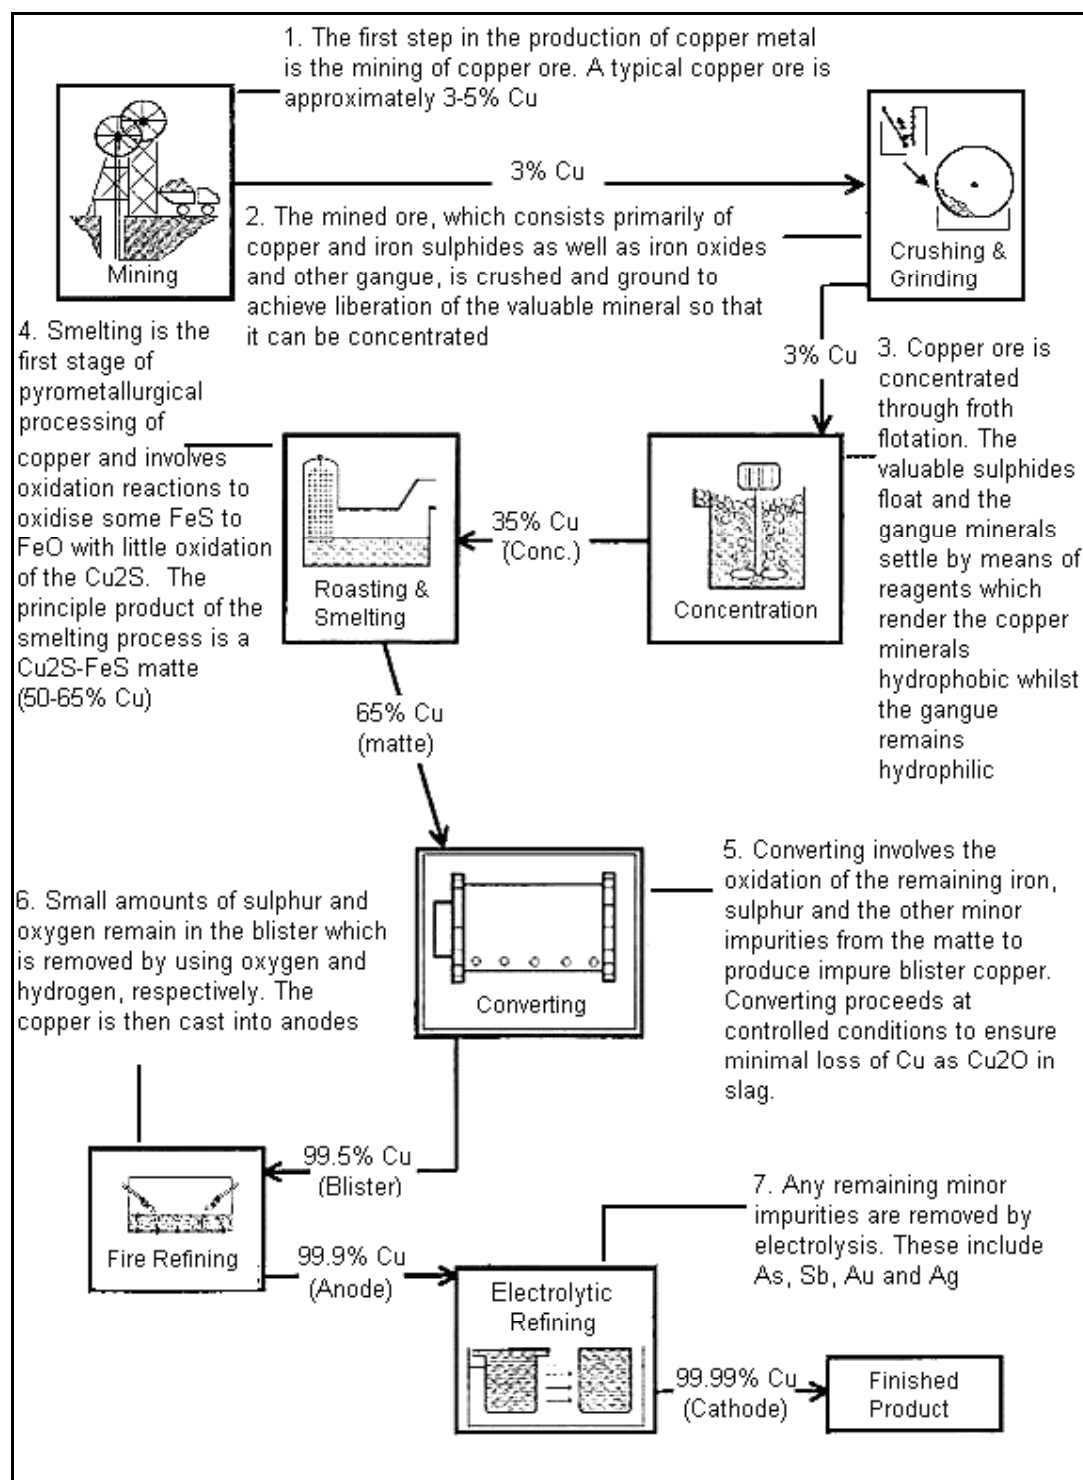 1. The first step in the production of copper metal
is the mining of copper ore. A typical copper ore is
approximately 3-5% Cu
Mining
3% Cu
Crushing &
Grinding
2. The mined ore, which consists primarily of
copper and iron sulphides as well as iron oxides
and other gangue, is crushed and ground to
achieve liberation of the valuable mineral so that
it can be concentrated
3% Cu
3. Copper ore is
concentrated
through froth
flotation. The
valuable sulphides
float and the
gangue minerals
settle by means of
reagents which
render the copper
minerals
hydrophobic whilst
the gangue
remains
hydrophilic
Concentration
35% Cu
(Conc.)
4. Smelting is the
first stage of
pyrometallurgical
processing of
copper and involves
oxidation reactions to
oxidise some FeS to
FeO with little oxidation
of the Cu2S. The
principle product of the
smelting process is a
Cu2S-FeS matte
(50-65% Cu)
Roasting &
Smelting
65% Cu
(matte)
5. Converting involves the
oxidation of the remaining iron,
sulphur and the other minor
impurities from the matte to
produce impure blister copper.
Converting proceeds at
controlled conditions to ensure
minimal loss of Cu as Cu2O in
slag.
Converting
6. Small amounts of sulphur and
oxygen remain in the blister which
is removed by using oxygen and
hydrogen, respectively. The
copper is then cast into anodes
99.5% Cu
(Blister)
Fire Refining
99.9% Cu
(Anode)
7. Any remaining minor
impurities are removed by
electrolysis. These include
As, Sb, Au and Ag
Electrolytic
Refining
99.99% Cu
(Cathode)
Finished
Product